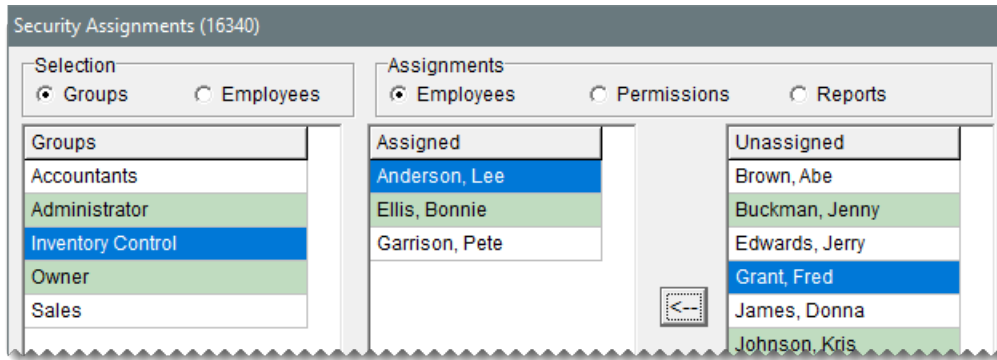 Security Assignments (16340)
Selection
Groups Employees
Assignments
Employees Permissions Reports
Groups
Accountants
Administrator
Inventory Control
Owner
Sales
Assigned
Anderson, Lee
Ellis, Bonnie
Garrison, Pete
<--
Unassigned
Brown, Abe
Buckman, Jenny
Edwards, Jerry
Grant, Fred
James, Donna
Johnson, Kris